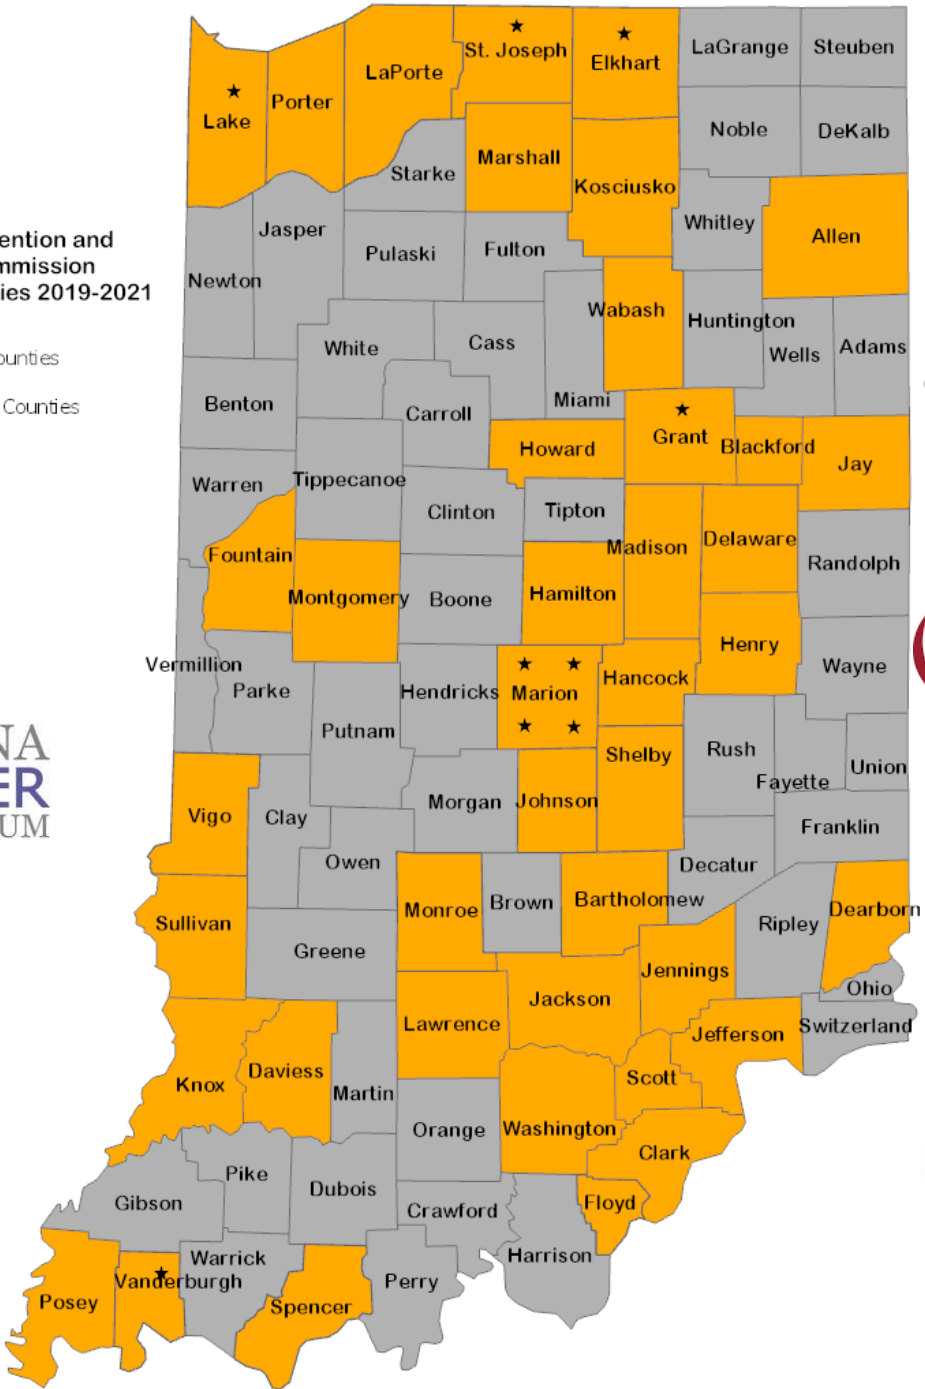 St. Joseph
Elkhart
LaGrange
Steuben
LaPorte
Lake
Porter
Noble
DeKalb
Marshall
Starke
Kosciusko
Whitley
Allen
ention and
mmission
ies 2019-2021
Jasper
Pulaski
Fulton
Newton
Wabash
Huntington
White
Cass
Wells
Adams
ounties
Counties
Benton
Carroll
Miami
Grant
Blackford
Howard
Jay
Warren
Tippecanoe
Clinton
Tipton
Madison
Delaware
Fountain
Randolph
Montgomery
Boone
Hamilton
Henry
Vermillion
Parke
Hendricks
Marion
Hancock
Wayne
Putnam
NA
ER
UM
Shelby
Rush
Fayette
Union
Vigo
Clay
Morgan
Johnson
Franklin
Owen
Decatur
Monroe
Brown
Bartholomew
Ripley
Dearborn
Sullivan
Greene
Jennings
Ohio
Lawrence
Jackson
Jefferson
Switzerland
Knox
Daviess
Martin
Scott
Orange
Washington
Clark
Pike
Gibson
Dubois
Crawford
Floyd
Harrison
Warrick
Vanderburgh
Posey
Spencer
Perry